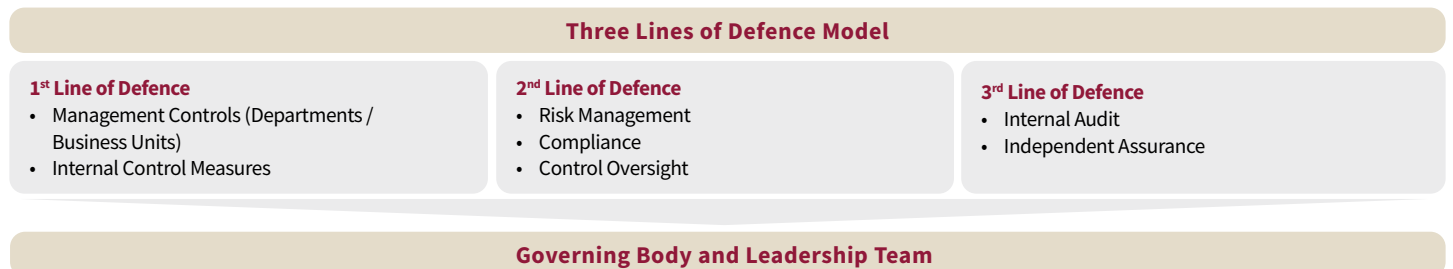 Three Lines of Defence Model
1st Line of Defence
• Management Controls (Departments /
Business Units)
• Internal Control Measures
2nd Line of Defence
• Risk Management
• Compliance
• Control Oversight
3rd Line of Defence
• Internal Audit
• Independent Assurance
Governing Body and Leadership Team